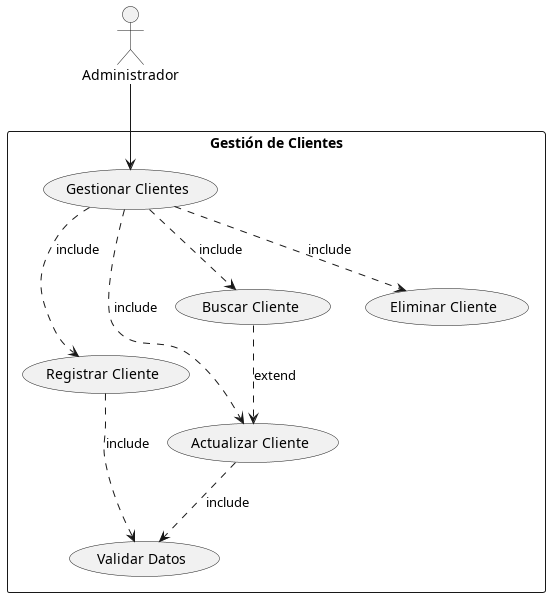 Administrador
Gestión de Clientes
Gestionar Clientes
include
include
include
include
Buscar Cliente
Eliminar Cliente
Registrar Cliente
extend
Actualizar Cliente
include
include
Validar Datos